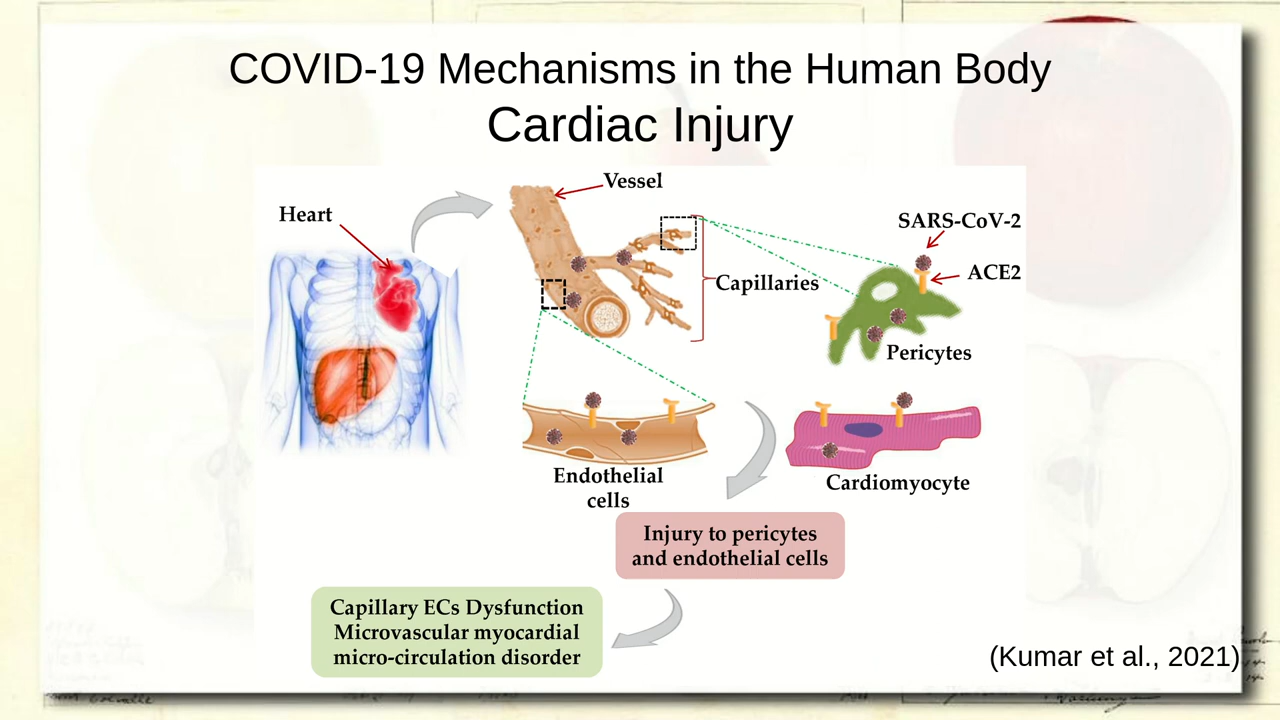 COVID-19 Mechanisms in the Human Body
Cardiac Injury
Vessel
Heart
SARS-CoV-2
ACE2
Capillaries
Pericytes
Endothelial
cells
Cardiomyocyte
Injury to pericytes
and endothelial cells
Capillary ECs Dysfunction
Microvascular myocardial
micro-circulation disorder
(Kumar et al., 2021)